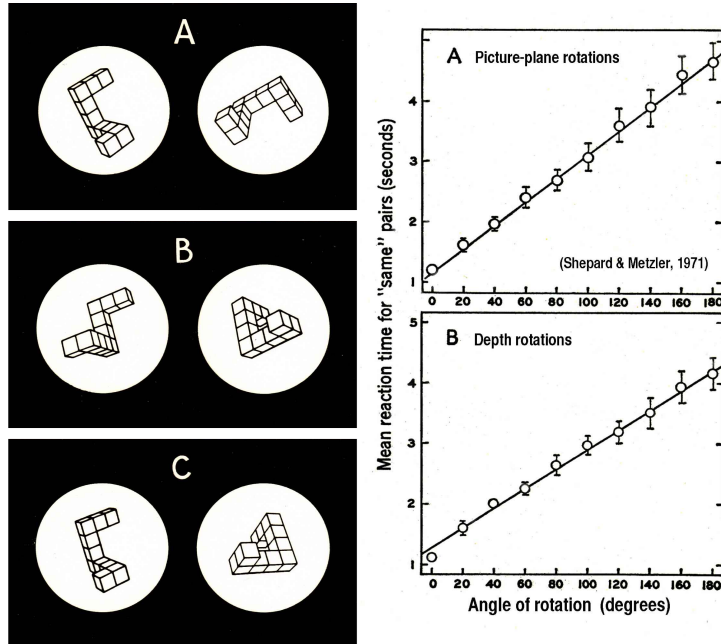 A
B
C
A Picture-plane rotations
4
3
2
1
(Shepard & Metzler, 1971)
0 20 40 60 80 100 120 140 160 180
B Depth rotations
5
4
3
2
1
0 20 40 60 80 100 120 140 160 180
Angle of rotation (degrees)
Mean reaction time for "same" pairs (seconds)